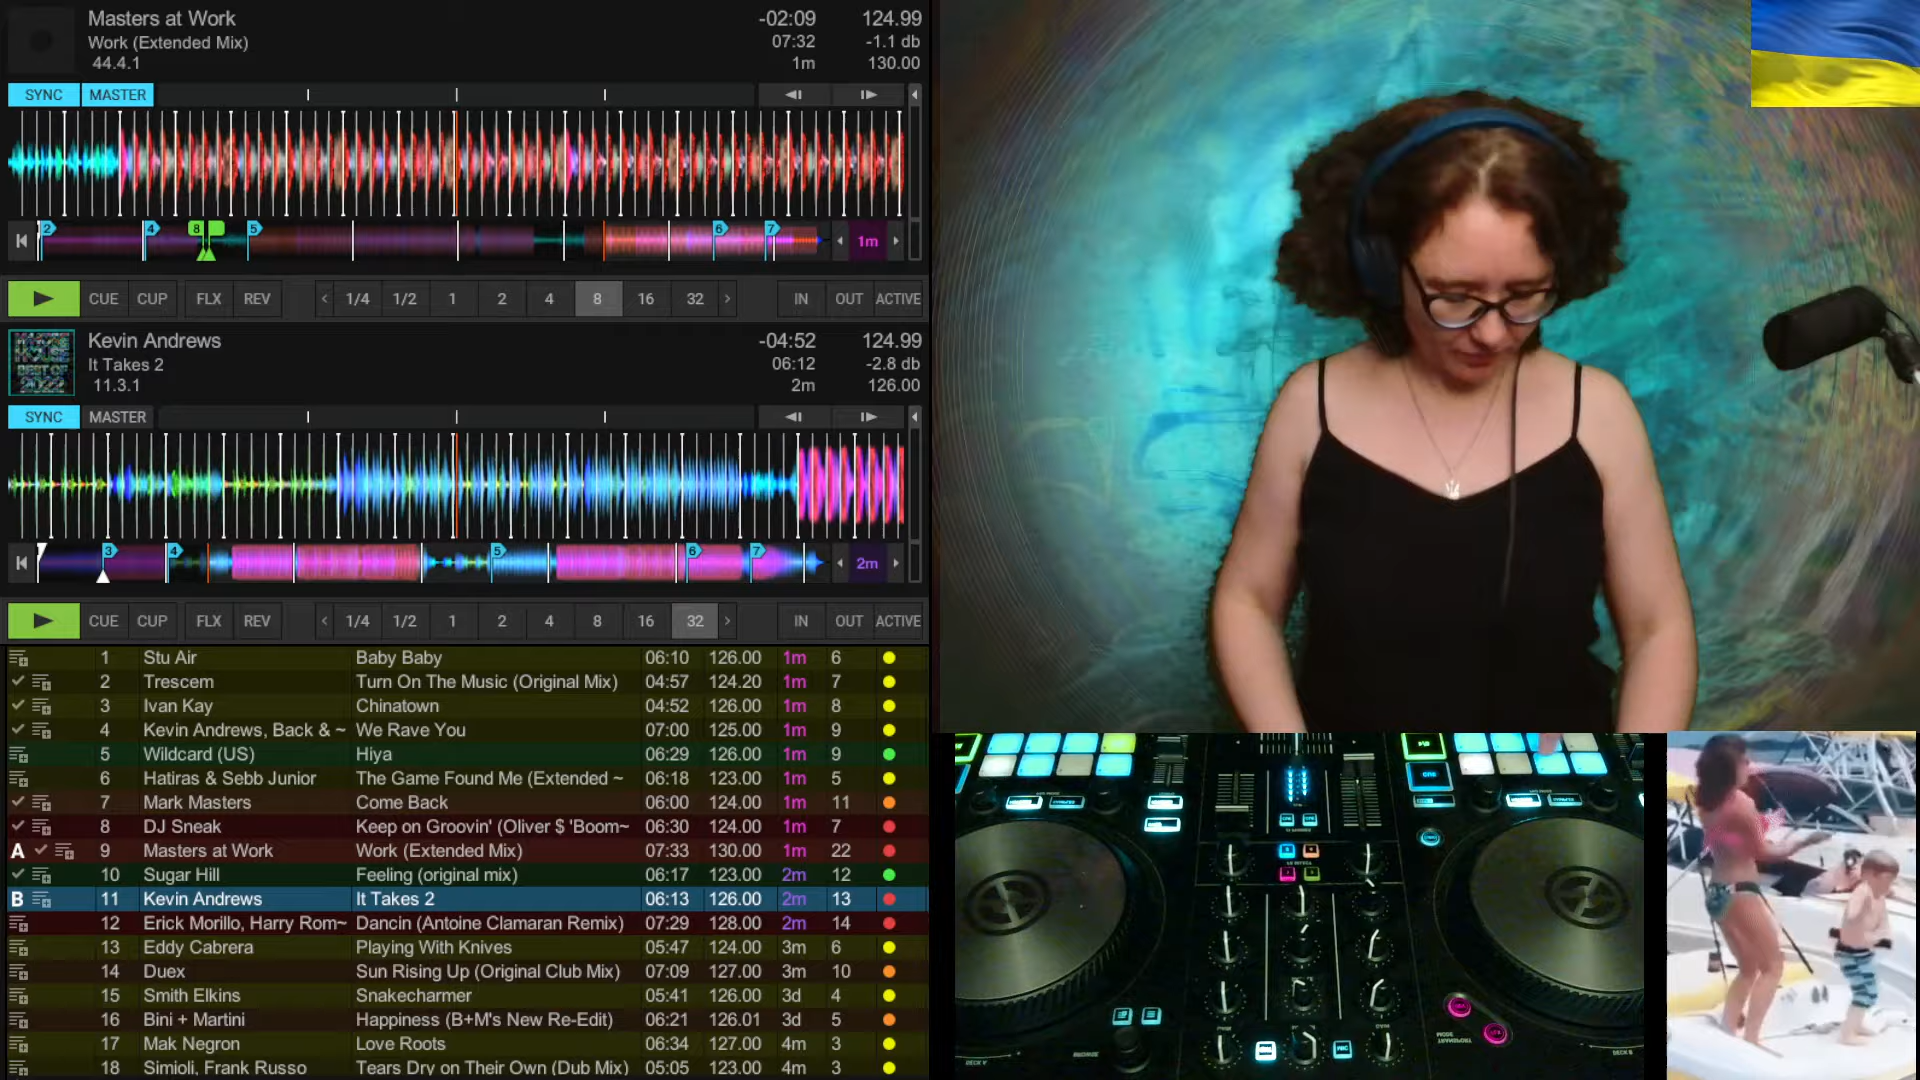 Masters at Work -02:09 124.99
Work (Extended Mix) 07:32 -1.1 db
44.4.1 1m 130.00
SYNC MASTER
2 4 8 5 6 7 1m
CUE CUP FLX REV 1/4 1/2 1 2 4 8 16 32 IN OUT ACTIVE
Kevin Andrews -04:52 124.99
It Takes 2 06:12 -2.8 db
11.3.1 2m 126.00
SYNC MASTER
3 4 5 6 7 2m
CUE CUP FLX REV 1/4 1/2 1 2 4 8 16 32 IN OUT ACTIVE
1 Stu Air Baby Baby 06:10 126.00 1m 6
2 Trescem Turn On The Music (Original Mix) 04:57 124.20 1m 7
3 Ivan Kay Chinatown 04:52 126.00 1m 8
4 Kevin Andrews, Back & ~ We Rave You 07:00 125.00 1m 9
5 Wildcard (US) Hiya 06:29 126.00 1m 9
6 Hatiras & Sebb Junior The Game Found Me (Extended ~ 06:18 123.00 1m 5
7 Mark Masters Come Back 06:00 124.00 1m 11
8 DJ Sneak Keep on Groovin' (Oliver $ 'Boom~ 06:30 124.00 1m 7
A 9 Masters at Work Work (Extended Mix) 07:33 130.00 1m 22
10 Sugar Hill Feeling (original mix) 06:17 123.00 2m 12
B 11 Kevin Andrews It Takes 2 06:13 126.00 2m 13
12 Erick Morillo, Harry Rom~ Dancin (Antoine Clamaran Remix) 07:29 128.00 2m 14
13 Eddy Cabrera Playing With Knives 05:47 124.00 3m 6
14 Duex Sun Rising Up (Original Club Mix) 07:09 127.00 3m 10
15 Smith Elkins Snakecharmer 05:41 126.00 3d 4
16 Bini + Martini Happiness (B+M's New Re-Edit) 06:21 126.01 3d 5
17 Mak Negron Love Roots 06:34 127.00 4m 3
18 Simioli, Frank Russo Tears Dry on Their Own (Dub Mix) 05:05 123.00 4m 3